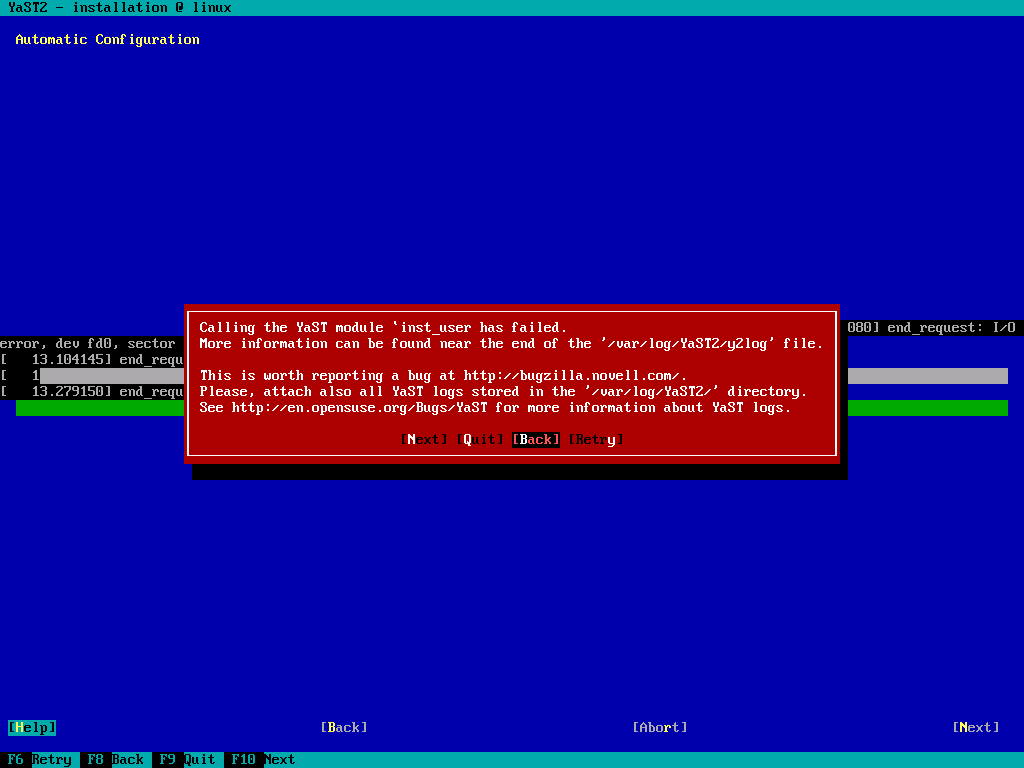 YaST2 - installation @ linux
Automatic Configuration
Calling the YaST module `inst_user has failed.
080] end_request: I/O
error, dev fd0, sector
More information can be found near the end of the '/var/log/YaST2/y2log' file.
[   13.104145] end_requ
[   1
This is worth reporting a bug at http://bugzilla.novell.com/.
[   13.279150] end_requ
Please, attach also all YaST logs stored in the '/var/log/YaST2/' directory.
See http://en.opensuse.org/Bugs/YaST for more information about YaST logs.
[Next] [Quit] [Back] [Retry]
[Help] [Back] [Abort] [Next]
F6 Retry F8 Back F9 Quit F10 Next